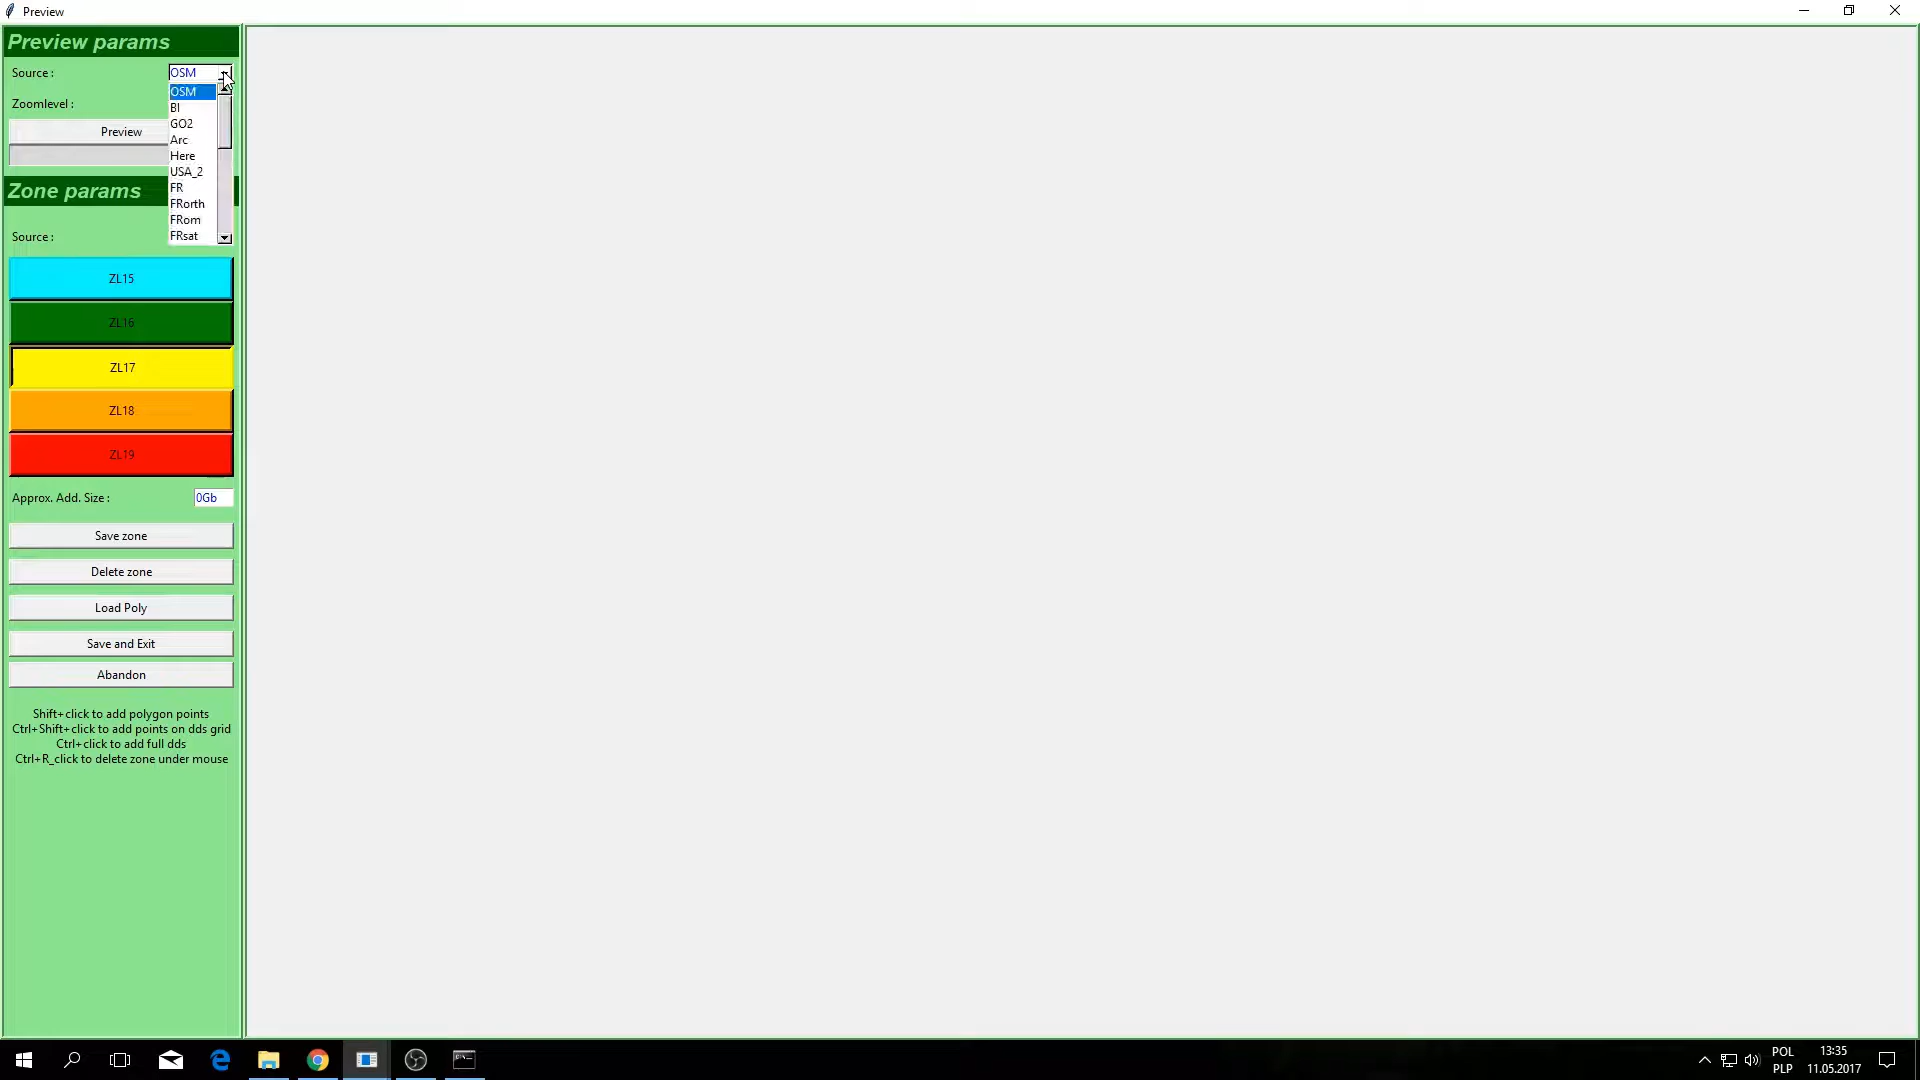 Preview
Preview params
Source :
OSM
OSM
BI
GO2
Arc
Here
USA_2
FR
FRorth
FRom
FRsat
Zoomlevel :
Preview
Zone params
Source :
ZL15
ZL16
ZL17
ZL18
ZL19
Approx. Add. Size :
0Gb
Save zone
Delete zone
Load Poly
Save and Exit
Abandon
Shift+click to add polygon points
Ctrl+Shift+click to add points on dds grid
Ctrl+click to add full dds
Ctrl+R_click to delete zone under mouse
POL
PLP
13:35
11.05.2017